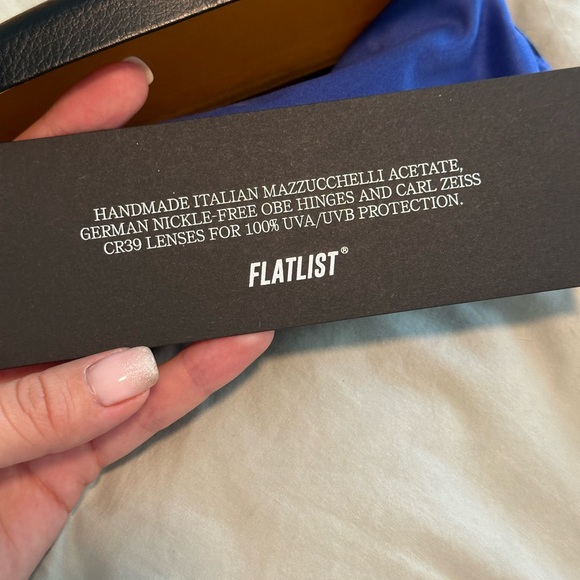 HANDMADE ITALIAN MAZZUCCHELLI ACETATE,
GERMAN NICKLE-FREE OBE HINGES AND CARL ZEISS
CR39 LENSES FOR 100% UVA/UVB PROTECTION.
FLATLIST®